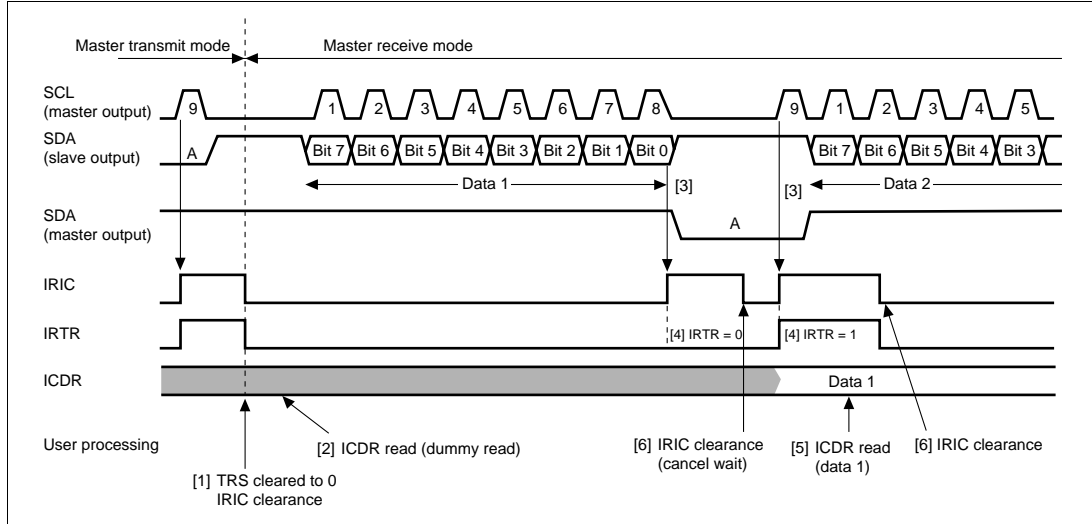 Master transmit mode
Master receive mode
SCL
(master output)
9 1 2 3 4 5 6 7 8 9 1 2 3 4 5
SDA
(slave output)
A Bit 7 Bit 6 Bit 5 Bit 4 Bit 3 Bit 2 Bit 1 Bit 0 Bit 7 Bit 6 Bit 5 Bit 4 Bit 3
Data 1 [3] [3] Data 2
SDA
(master output)
A
IRIC
IRTR
[4] IRTR = 0 [4] IRTR = 1
ICDR
Data 1
User processing
[2] ICDR read (dummy read)
[6] IRIC clearance
(cancel wait)
[5] ICDR read
(data 1)
[6] IRIC clearance
[1] TRS cleared to 0
IRIC clearance